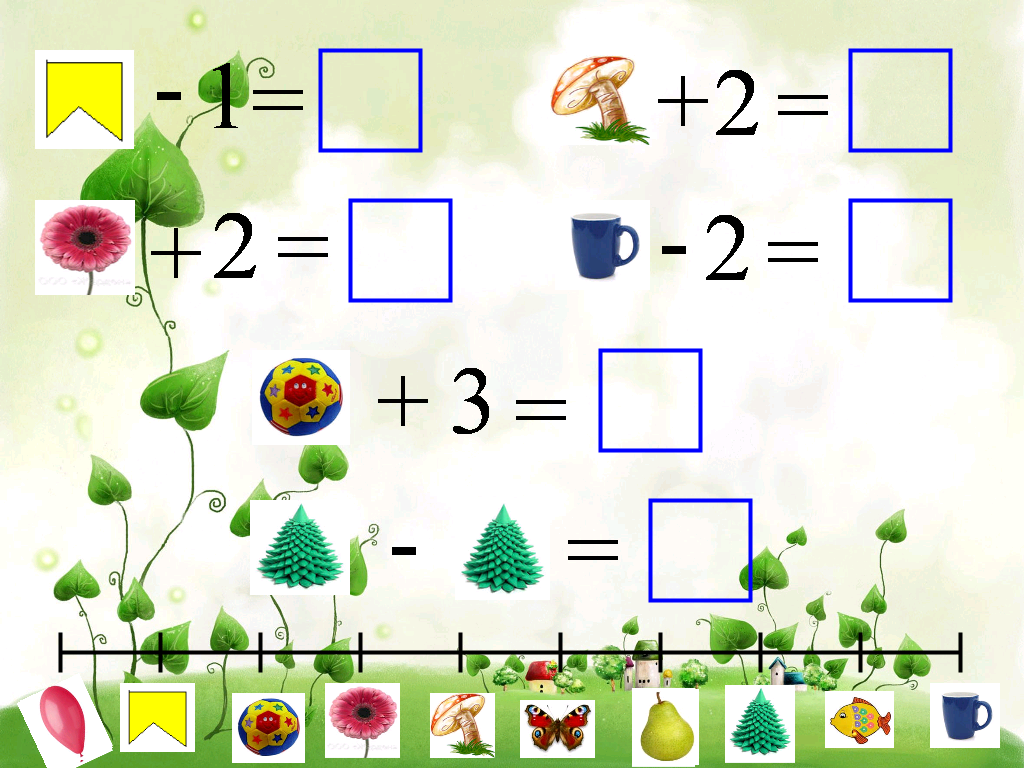 - 1 =
+ 2 =
+ 2 =
- 2 =
+ 3 =
- =